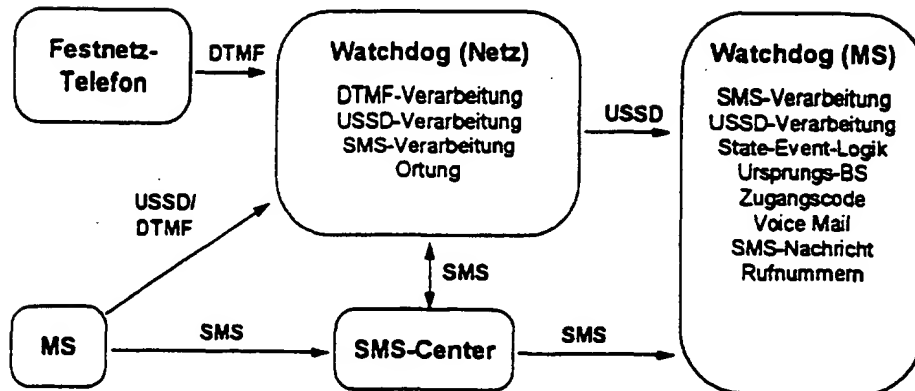 Festnetz-
Telefon
DTMF
Watchdog (Netz)
DTMF-Verarbeitung
USSD-Verarbeitung
SMS-Verarbeitung
Ortung
USSD
Watchdog (MS)
SMS-Verarbeitung
USSD-Verarbeitung
State-Event-Logik
Ursprungs-BS
Zugangscode
Voice Mail
SMS-Nachricht
Rufnummern
USSD/
DTMF
SMS
MS
SMS
SMS-Center
SMS